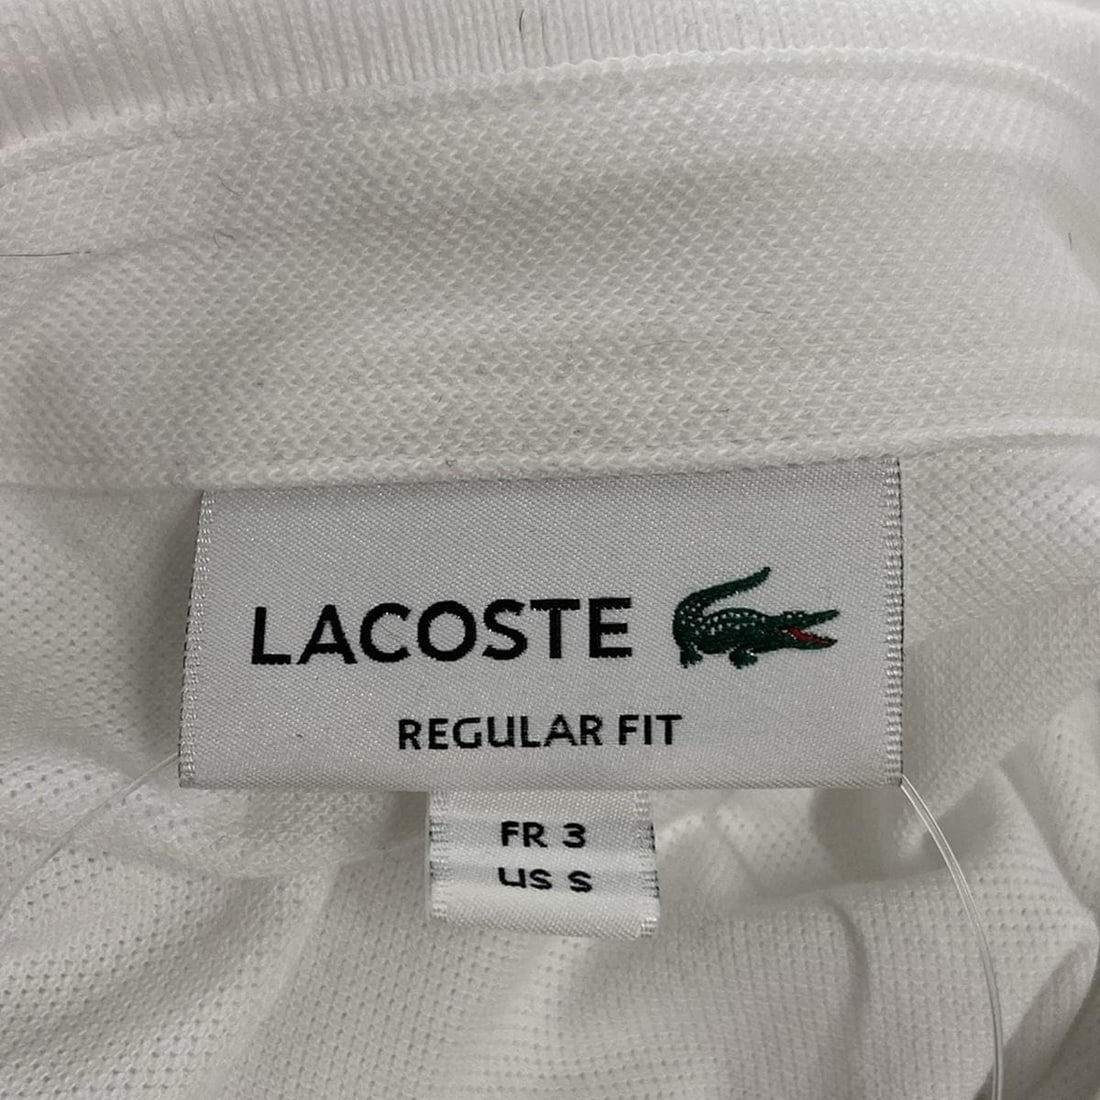 LACOSTE
REGULAR FIT
FR 3
US S